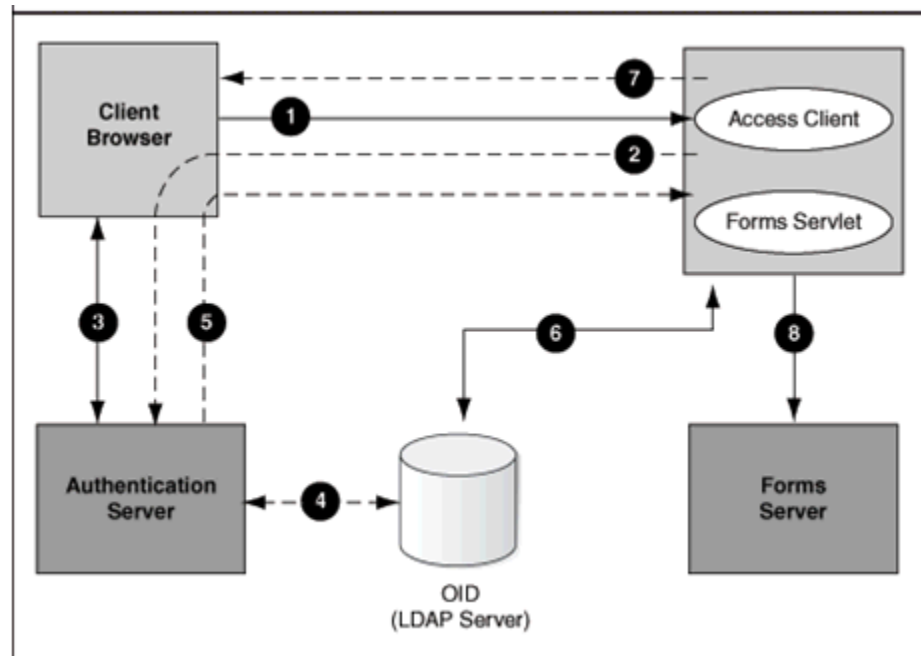 7
Client
Browser
1
Access Client
2
Forms Servlet
3
5
6
8
Authentication
Server
4
Forms
Server
OID
(LDAP Server)